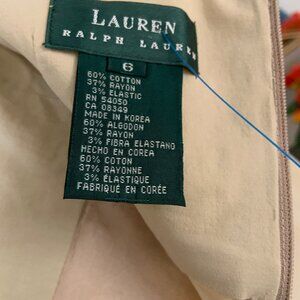 LAUREN
RALPH LAUREN
6
60% COTTON
37% RAYON
3% ELASTIC
RN 54050
CA 08349
MADE IN KOREA
60% ALGODON
37% RAYON
3% FIBRA ELASTANO
HECHO EN COREA
60% COTON
37% RAYONNE
3% ÉLASTIQUE
FABRIQUÉ EN CORÉE